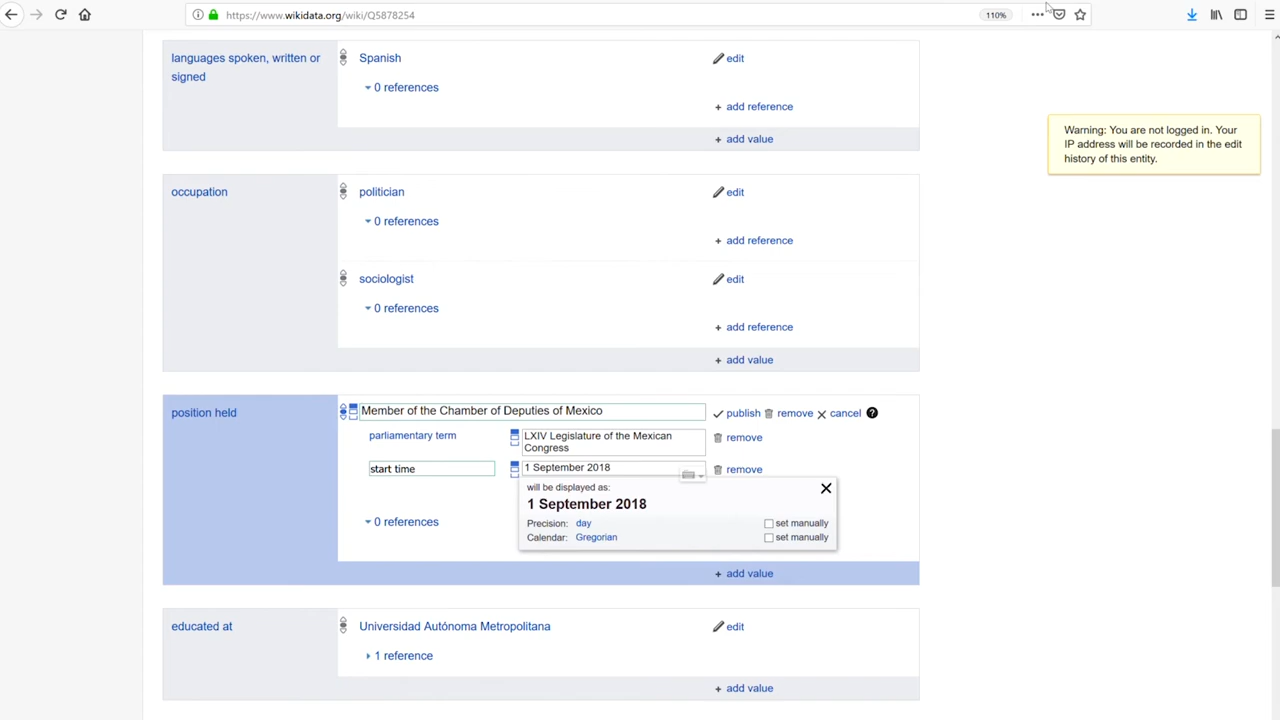 https://www.wikidata.org/wiki/Q5878254
110%
languages spoken, written or
signed
Spanish
edit
0 references
+ add reference
+ add value
Warning: You are not logged in. Your
IP address will be recorded in the edit
history of this entity.
occupation
politician
edit
0 references
+ add reference
sociologist
edit
0 references
+ add reference
+ add value
position held
Member of the Chamber of Deputies of Mexico
publish remove cancel
parliamentary term
LXIV Legislature of the Mexican
Congress
remove
start time
1 September 2018
remove
will be displayed as:
1 September 2018
Precision: day
set manually
Calendar: Gregorian
set manually
0 references
+ add value
educated at
Universidad Autónoma Metropolitana
edit
1 reference
+ add value